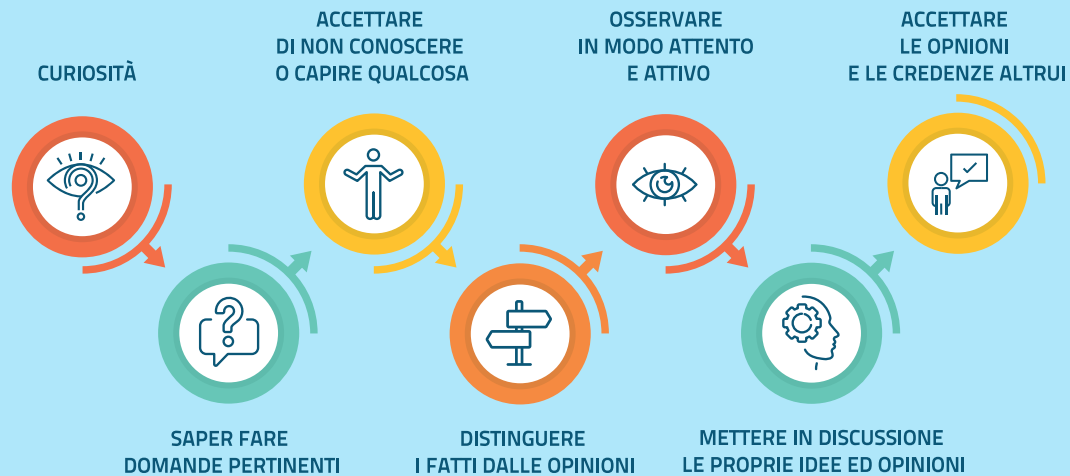 CURIOSITÀ
SAPER FARE
DOMANDE PERTINENTI
ACCETTARE
DI NON CONOSCERE
O CAPIRE QUALCOSA
DISTINGUERE
I FATTI DALLE OPINIONI
OSSERVARE
IN MODO ATTENTO
E ATTIVO
METTERE IN DISCUSSIONE
LE PROPRIE IDEE ED OPINIONI
ACCETTARE
LE OPNIONI
E LE CREDENZE ALTRUI